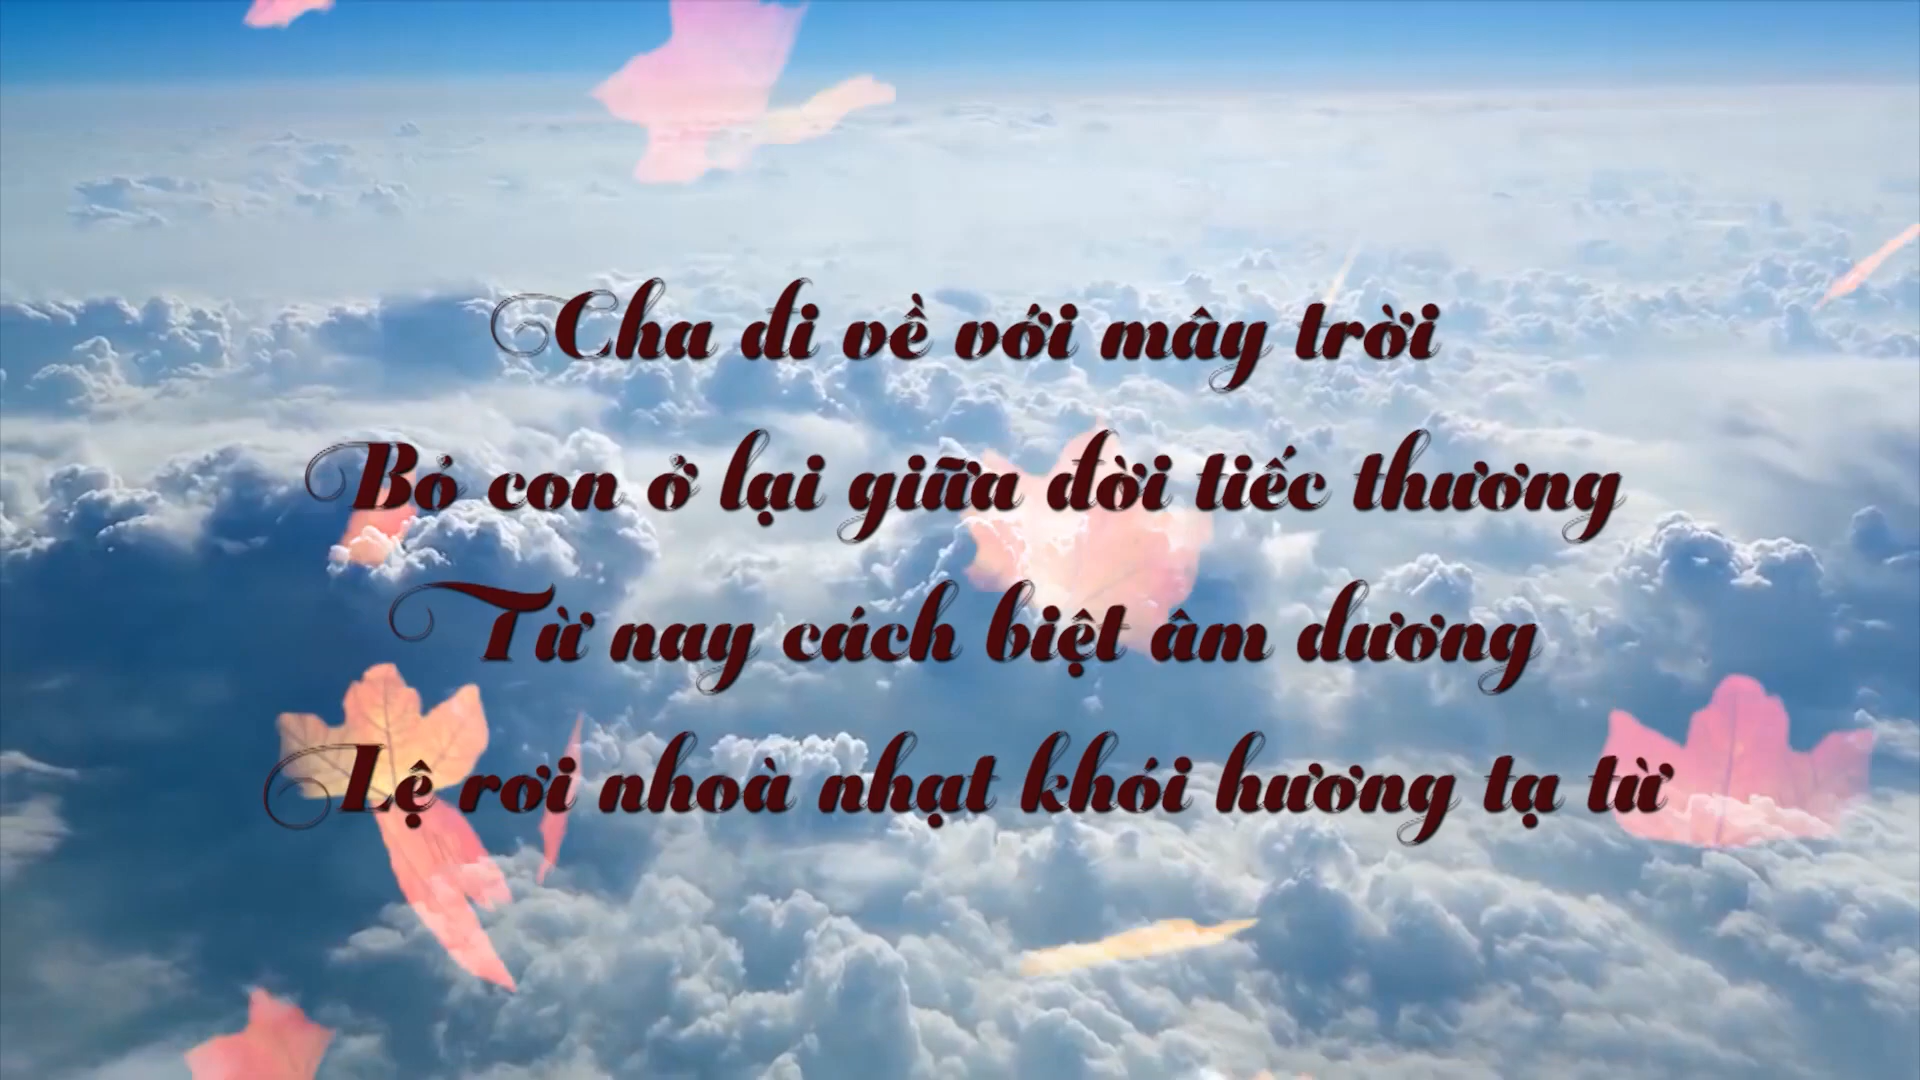 Cha đi về với mây trời
Bỏ con ở lại giữa đời tiếc thương
Từ nay cách biệt âm dương
Lệ rơi nhoà nhạt khói hương tạ từ